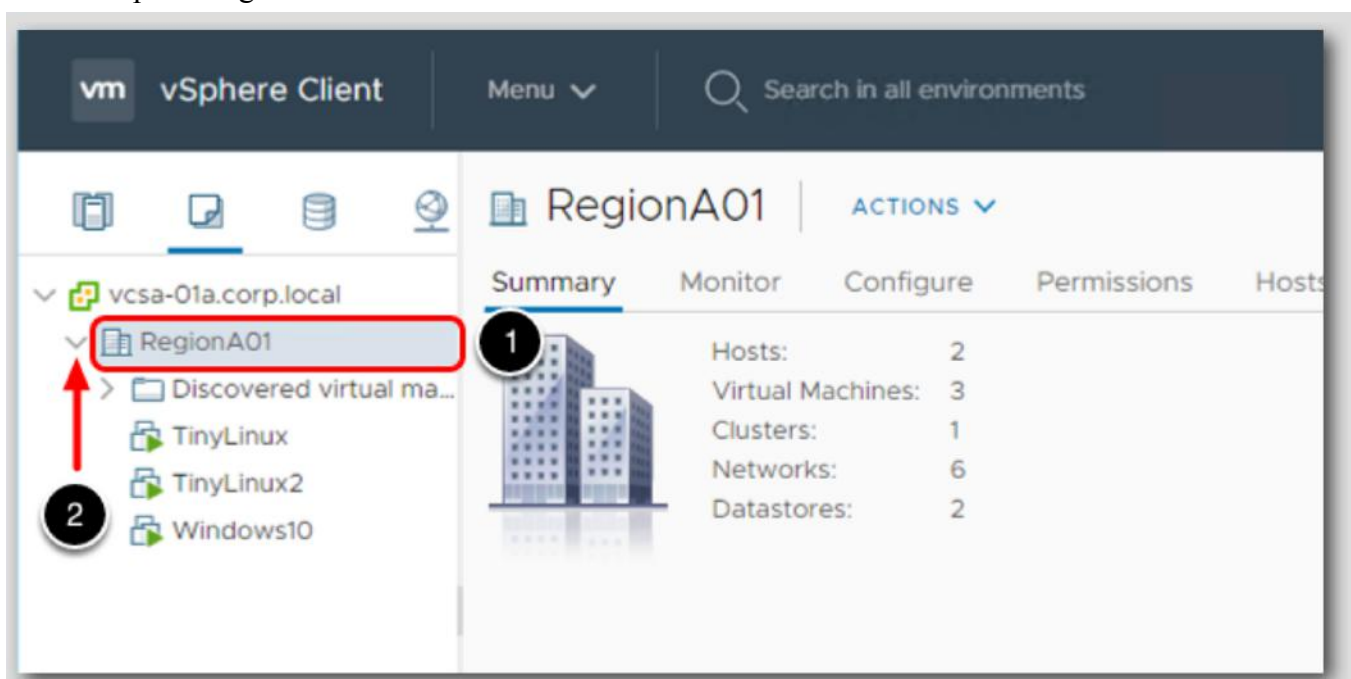 vm vSphere Client Menu Search in all environments
RegionA01 ACTIONS
Summary Monitor Configure Permissions Hosts
vcsa-01a.corp.local
RegionA01
Discovered virtual ma...
TinyLinux
TinyLinux2
Windows10
1
2
Hosts: 2
Virtual Machines: 3
Clusters: 1
Networks: 6
Datastores: 2